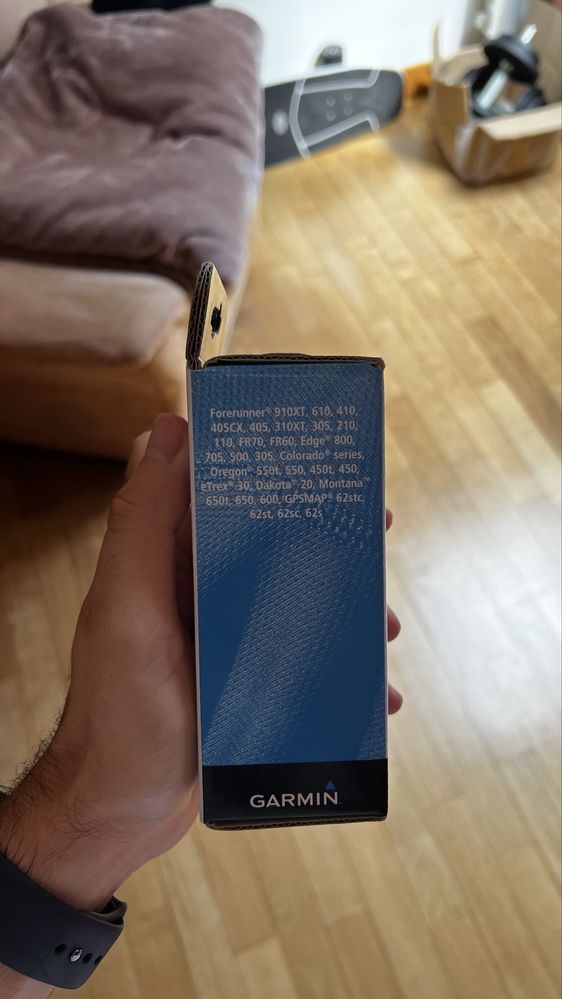 Forerunner® 910XT, 610, 410,
405CX, 405, 310XT, 305, 210,
110, FR70, FR60, Edge® 800,
705, 500, 305, Colorado® series,
Oregon® 550t, 550, 450t, 450,
eTrex® 30, Dakota® 20, Montana™
650t, 650, 600, GPSMAP® 62stc,
62st, 62sc, 62s
GARMIN